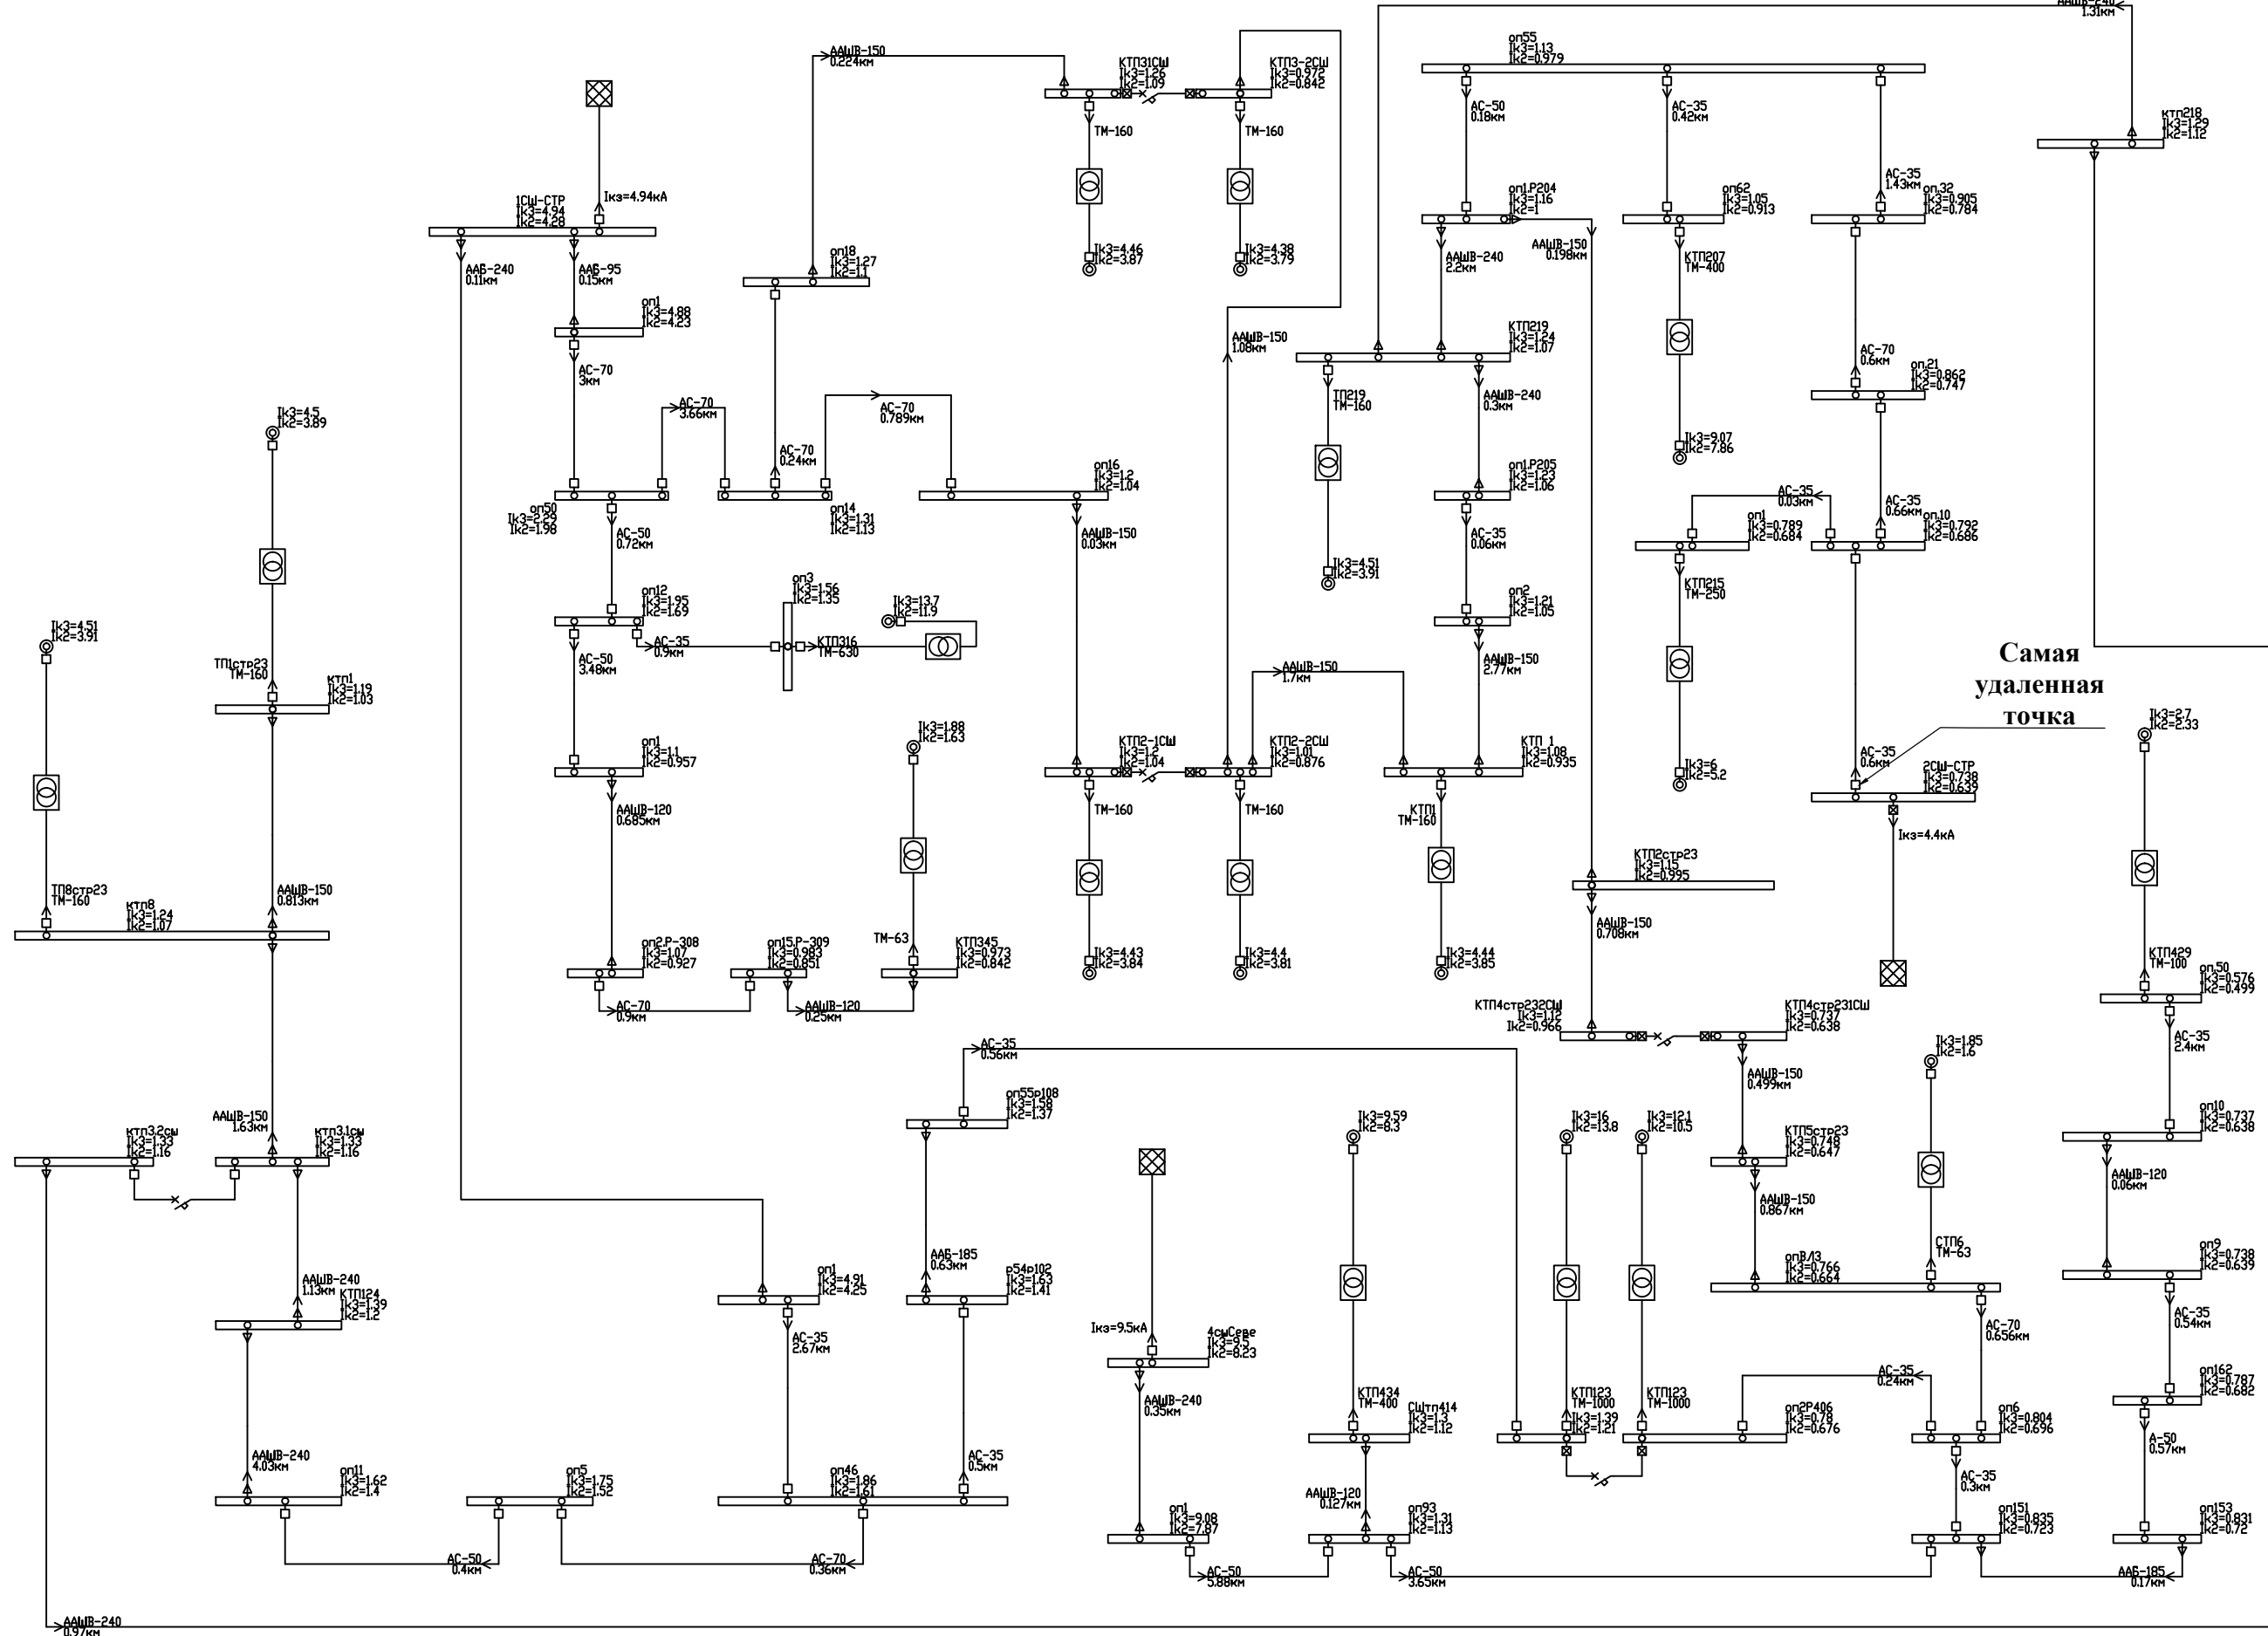 ААШВ-240
1.31км
ААШВ-150
0.224км
КТП31СШ
Iк3=1.26
Iк2=1.09
КТП3-2СШ
Iк3=0.972
Iк2=0.842
оп55
Iк3=1.13
Iк2=0.979
ктп218
Iк3=1.29
Iк2=1.12
АС-50
0.18км
АС-35
0.42км
ТМ-160
ТМ-160
Iкз=4.94кА
1СШ-СТР
Iк3=4.94
Iк2=4.28
АС-35
1.43км
оп1.Р204
Iк3=1.16
Iк2=1
оп62
Iк3=1.05
Iк2=0.913
оп.32
Iк3=0.905
Iк2=0.784
ААБ-240
0.11км
ААБ-95
0.15км
оп18
Iк3=1.27
Iк2=1.1
Iк3=4.46
Iк2=3.87
Iк3=4.38
Iк2=3.79
ААШВ-240
2.2км
ААШВ-150
0.198км
КТП207
ТМ-400
оп1
Iк3=4.88
Iк2=4.23
ААШВ-150
1.08км
КТП219
Iк3=1.24
Iк2=1.07
АС-70
0.6км
оп.21
Iк3=0.862
Iк2=0.747
АС-70
3км
АС-70
3.66км
АС-70
0.789км
ТП219
ТМ-160
ААШВ-240
0.3км
Iк3=4.5
Iк2=3.89
АС-70
0.24км
Iк3=9.07
Iк2=7.86
оп16
Iк3=1.2
Iк2=1.04
оп1.Р205
Iк3=1.23
Iк2=1.06
АС-35
0.03км
АС-35
0.66км
оп50
Iк3=2.29
Iк2=1.98
оп14
Iк3=1.31
Iк2=1.13
оп1
Iк3=0.789
Iк2=0.684
оп.10
Iк3=0.792
Iк2=0.686
АС-50
0.72км
ААШВ-150
0.03км
АС-35
0.06км
Iк3=4.51
Iк2=3.91
КТП215
ТМ-250
оп12
Iк3=1.95
Iк2=1.69
оп3
Iк3=1.56
Iк2=1.35
Iк3=13.7
Iк2=11.9
оп2
Iк3=1.21
Iк2=1.05
Iк3=4.51
Iк2=3.91
АС-35
0.9км
КТП316
ТМ-630
АС-50
3.48км
ААШВ-150
1.7км
ААШВ-150
2.77км
Самая
удаленная
точка
ТП1стр23
ТМ-160
ктп1
Iк3=1.19
Iк2=1.03
Iк3=1.88
Iк2=1.63
Iк3=2.7
Iк2=2.33
оп1
Iк3=1.1
Iк2=0.957
КТП2-1СШ
Iк3=1.2
Iк2=1.04
КТП2-2СШ
Iк3=1.01
Iк2=0.876
КТП 1
Iк3=1.08
Iк2=0.935
Iк3=6
Iк2=5.2
АС-35
0.6км
2СШ-СТР
Iк3=0.738
Iк2=0.639
ААШВ-120
0.685км
ТМ-160
ТМ-160
КТП1
ТМ-160
Iкз=4.4кА
КТП2стр23
Iк3=1.15
Iк2=0.995
ТП8стр23
ТМ-160
ААШВ-150
0.813км
ктп8
Iк3=1.24
Iк2=1.07
ААШВ-150
0.708км
оп2.Р-308
Iк3=1.07
Iк2=0.927
оп15.Р-309
Iк3=0.983
Iк2=0.851
ТМ-63
КТП345
Iк3=0.973
Iк2=0.842
Iк3=4.43
Iк2=3.84
Iк3=4.4
Iк2=3.81
Iк3=4.44
Iк2=3.85
КТП429
ТМ-100
оп.50
Iк3=0.576
Iк2=0.499
АС-70
0.9км
ААШВ-120
0.25км
КТП4стр232СШ
Iк3=1.12
Iк2=0.966
КТП4стр231СШ
Iк3=0.737
Iк2=0.638
АС-35
0.56км
АС-35
2.4км
Iк3=1.85
Iк2=1.6
ААШВ-150
0.499км
оп55р108
Iк3=1.58
Iк2=1.37
ААШВ-150
1.63км
ктп3.2сш
Iк3=1.33
Iк2=1.16
ктп3.1сш
Iк3=1.33
Iк2=1.16
Iк3=9.59
Iк2=8.3
Iк3=16
Iк2=13.8
Iк3=12.1
Iк2=10.5
КТП5стр23
Iк3=0.748
Iк2=0.647
оп10
Iк3=0.737
Iк2=0.638
ААШВ-120
0.06км
ААШВ-150
0.867км
ААБ-185
0.63км
р54р102
Iк3=1.63
Iк2=1.41
ААШВ-240
1.13км
КТП124
Iк3=1.39
Iк2=1.2
оп1
Iк3=4.91
Iк2=4.25
опВЛ3
Iк3=0.766
Iк2=0.664
СТП6
ТМ-63
оп9
Iк3=0.738
Iк2=0.639
Iкз=9.5кА
4сшСеве
Iк3=9.5
Iк2=8.23
АС-35
2.67км
АС-70
0.656км
АС-35
0.54км
ААШВ-240
0.35км
КТП434
ТМ-400
СШтп414
Iк3=1.3
Iк2=1.12
КТП123
ТМ-1000
Iк3=1.39
Iк2=1.21
КТП123
ТМ-1000
АС-35
0.24км
оп2Р406
Iк3=0.78
Iк2=0.676
оп6
Iк3=0.804
Iк2=0.696
оп162
Iк3=0.787
Iк2=0.682
ААШВ-240
4.03км
АС-35
0.5км
А-50
0.57км
оп11
Iк3=1.62
Iк2=1.4
оп5
Iк3=1.75
Iк2=1.52
оп46
Iк3=1.86
Iк2=1.61
АС-35
0.3км
ААШВ-120
0.127км
оп1
Iк3=9.08
Iк2=7.87
оп93
Iк3=1.31
Iк2=1.13
оп151
Iк3=0.835
Iк2=0.723
оп153
Iк3=0.831
Iк2=0.72
АС-50
0.4км
АС-70
0.36км
АС-50
5.88км
АС-50
3.65км
ААБ-185
0.17км
ААШВ-240
0.97км